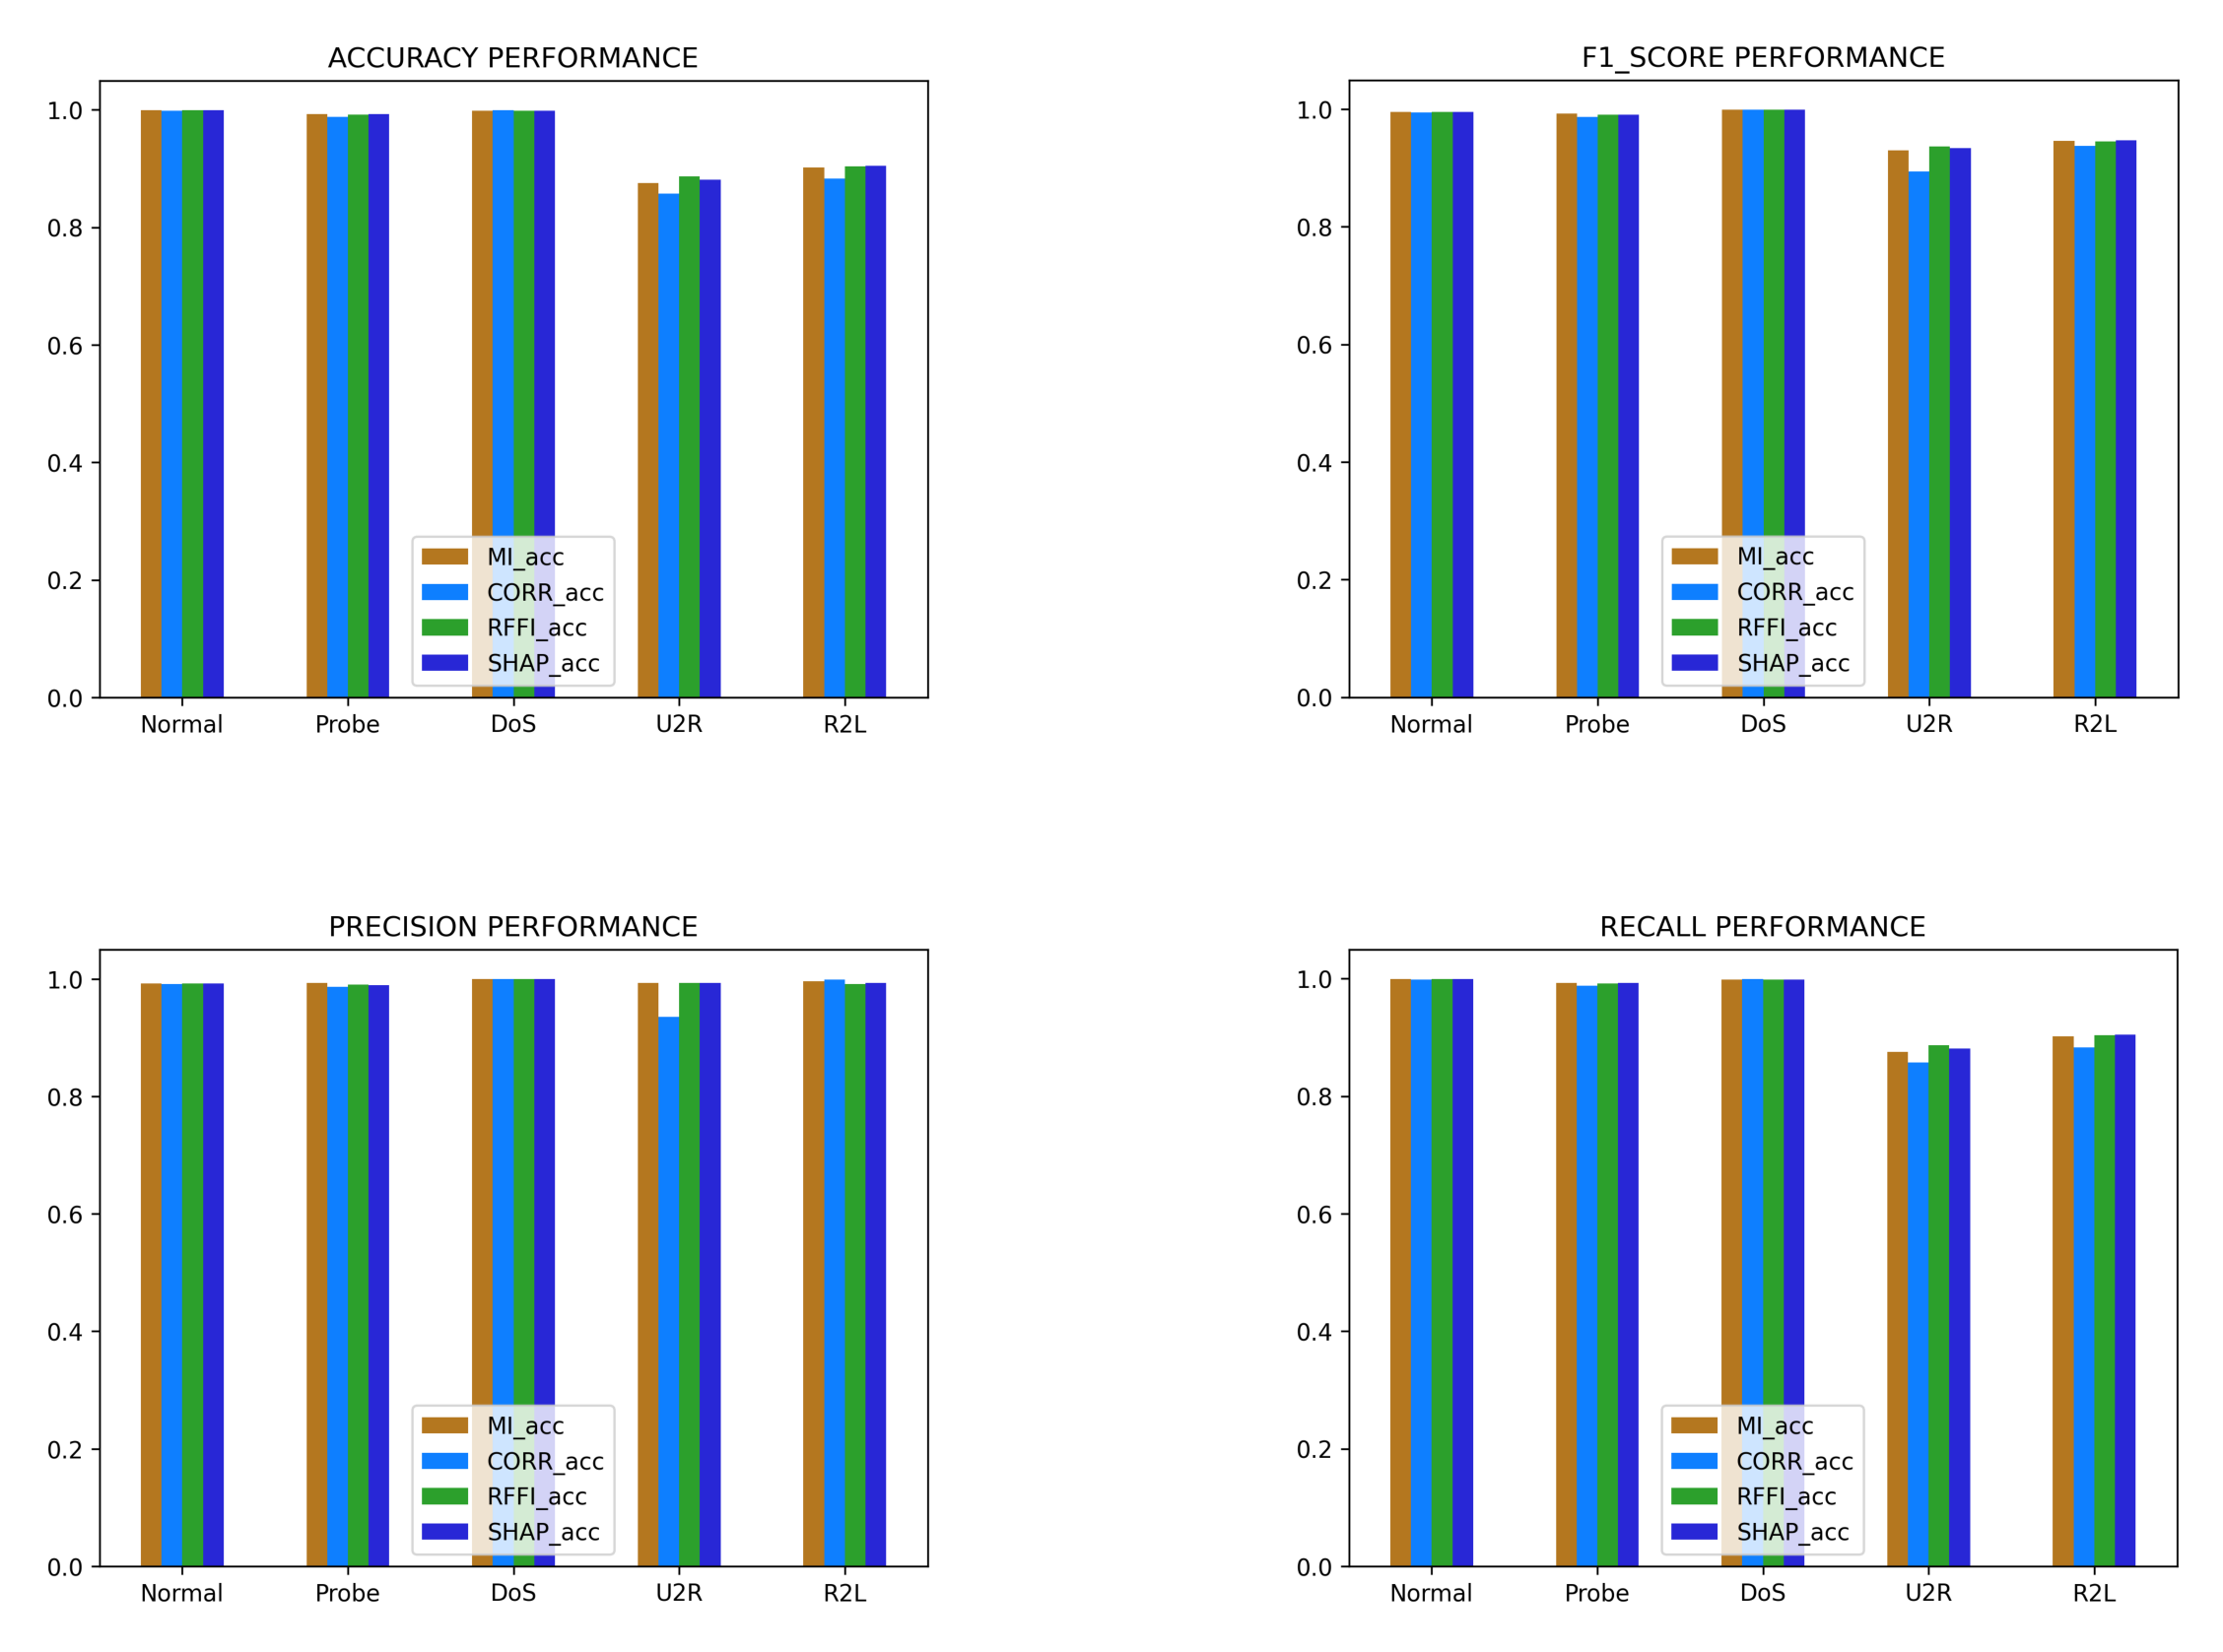 ACCURACY PERFORMANCE
1.0
0.8
0.6
0.4
0.2
0.0
MI_acc
CORR_acc
RFFI_acc
SHAP_acc
Normal Probe DoS U2R R2L
F1_SCORE PERFORMANCE
1.0
0.8
0.6
0.4
0.2
0.0
MI_acc
CORR_acc
RFFI_acc
SHAP_acc
Normal Probe DoS U2R R2L
PRECISION PERFORMANCE
1.0
0.8
0.6
0.4
0.2
0.0
MI_acc
CORR_acc
RFFI_acc
SHAP_acc
Normal Probe DoS U2R R2L
RECALL PERFORMANCE
1.0
0.8
0.6
0.4
0.2
0.0
MI_acc
CORR_acc
RFFI_acc
SHAP_acc
Normal Probe DoS U2R R2L